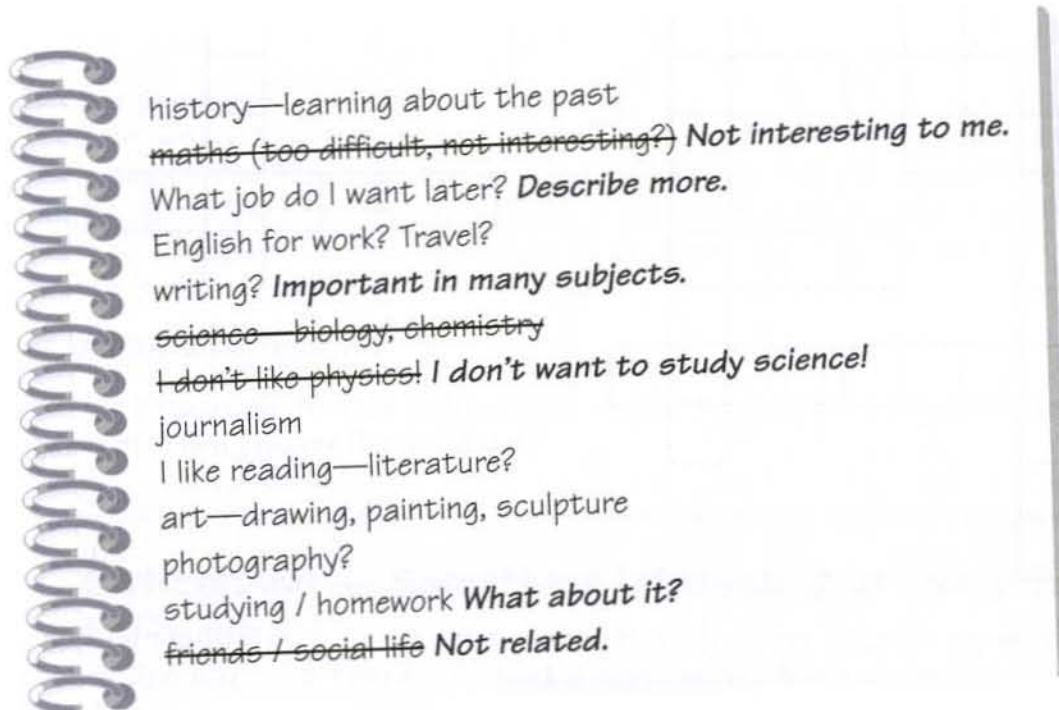 history—learning about the past
maths (too difficult, not interesting?) Not interesting to me.
What job do I want later? Describe more.
English for work? Travel?
writing? Important in many subjects.
science—biology, chemistry
I don't like physics! I don't want to study science!
journalism
I like reading—literature?
art—drawing, painting, sculpture
photography?
studying / homework What about it?
friends / social life Not related.